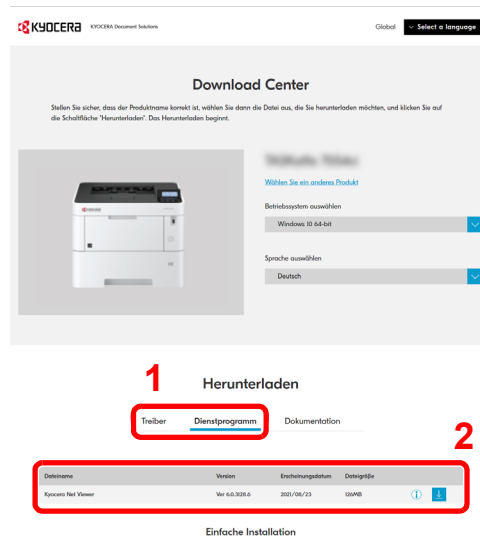 KYOCERA KYOCERA Document Solutions Global Select a language
Download Center
Stellen Sie sicher, dass der Produktname korrekt ist, wählen Sie dann die Datei aus, die Sie herunterladen möchten, und klicken Sie auf
die Schaltfläche "Herunterladen". Das Herunterladen beginnt.
Wählen Sie ein anderes Produkt
Betriebssystem auswählen
Windows 10 64-bit
Sprache auswählen
Deutsch
1
Herunterladen
Treiber Dienstprogramm Dokumentation
2
Dateiname Version Erscheinungsdatum Dateigröße
Kyocera Net Viewer Ver 6.0.3128.6 2021/08/23 126MB
Einfache Installation